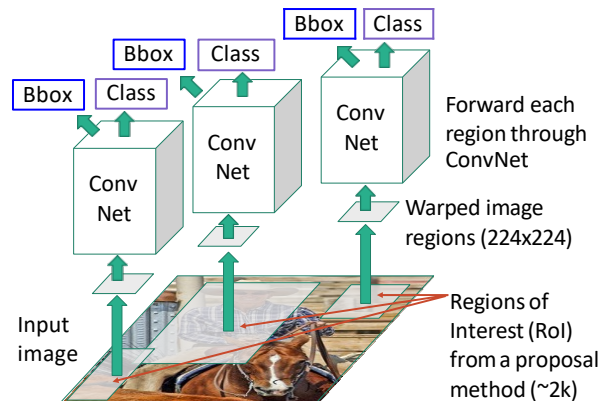 Bbox
Class
Bbox
Class
Bbox
Class
Conv
Net
Conv
Net
Conv
Net
Forward each
region through
ConvNet
Warped image
regions (224x224)
Input
image
Regions of
Interest (RoI)
from a proposal
method (~2k)